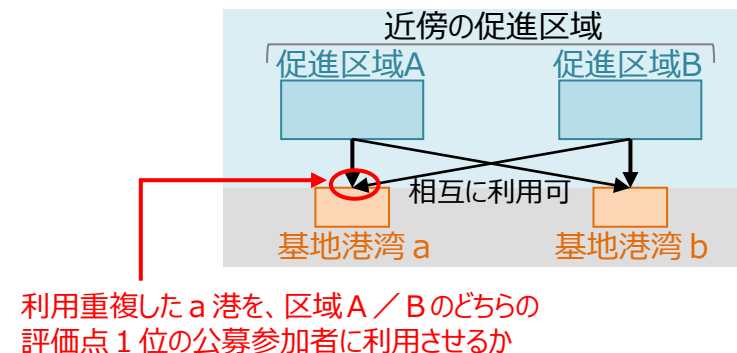 近傍の促進区域
促進区域A 促進区域B
相互に利用可
基地港湾ａ 基地港湾ｂ
利用重複したａ港を、区域Ａ／Ｂのどちらの
評価点１位の公募参加者に利用させるか